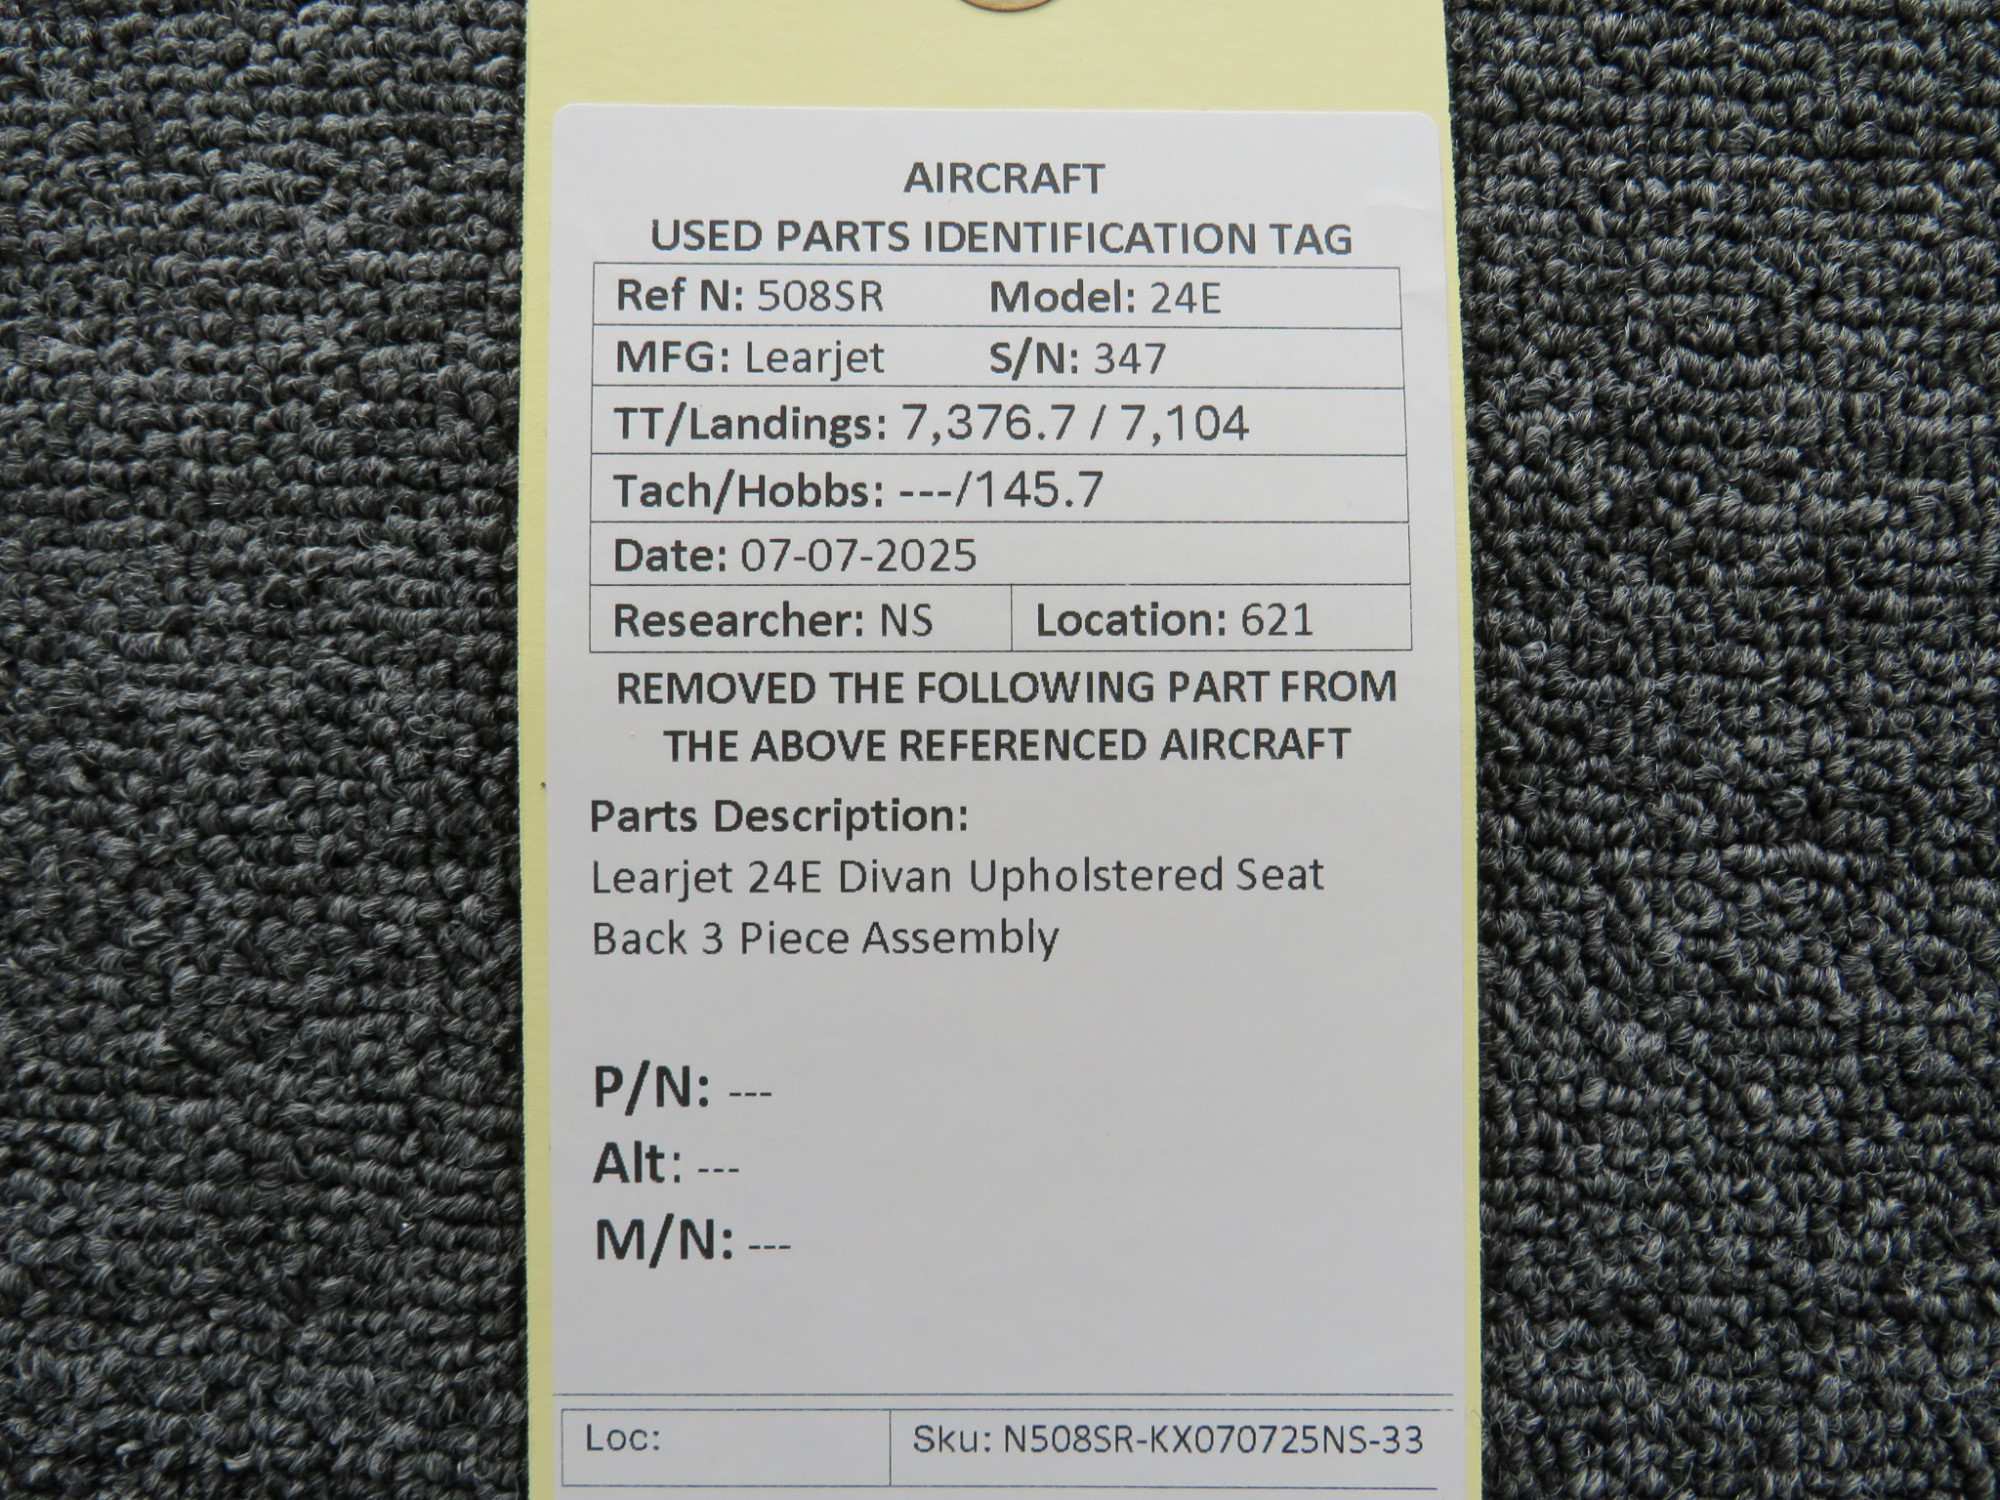 AIRCRAFT
USED PARTS IDENTIFICATION TAG
Ref N: 508SR Model: 24E
MFG: Learjet S/N: 347
TT/Landings: 7,376.7 / 7,104
Tach/Hobbs: ---/145.7
Date: 07-07-2025
Researcher: NS Location: 621
REMOVED THE FOLLOWING PART FROM
THE ABOVE REFERENCED AIRCRAFT
Parts Description:
Learjet 24E Divan Upholstered Seat
Back 3 Piece Assembly
P/N: ---
Alt: ---
M/N: ---
Loc: Sku: N508SR-KX070725NS-33